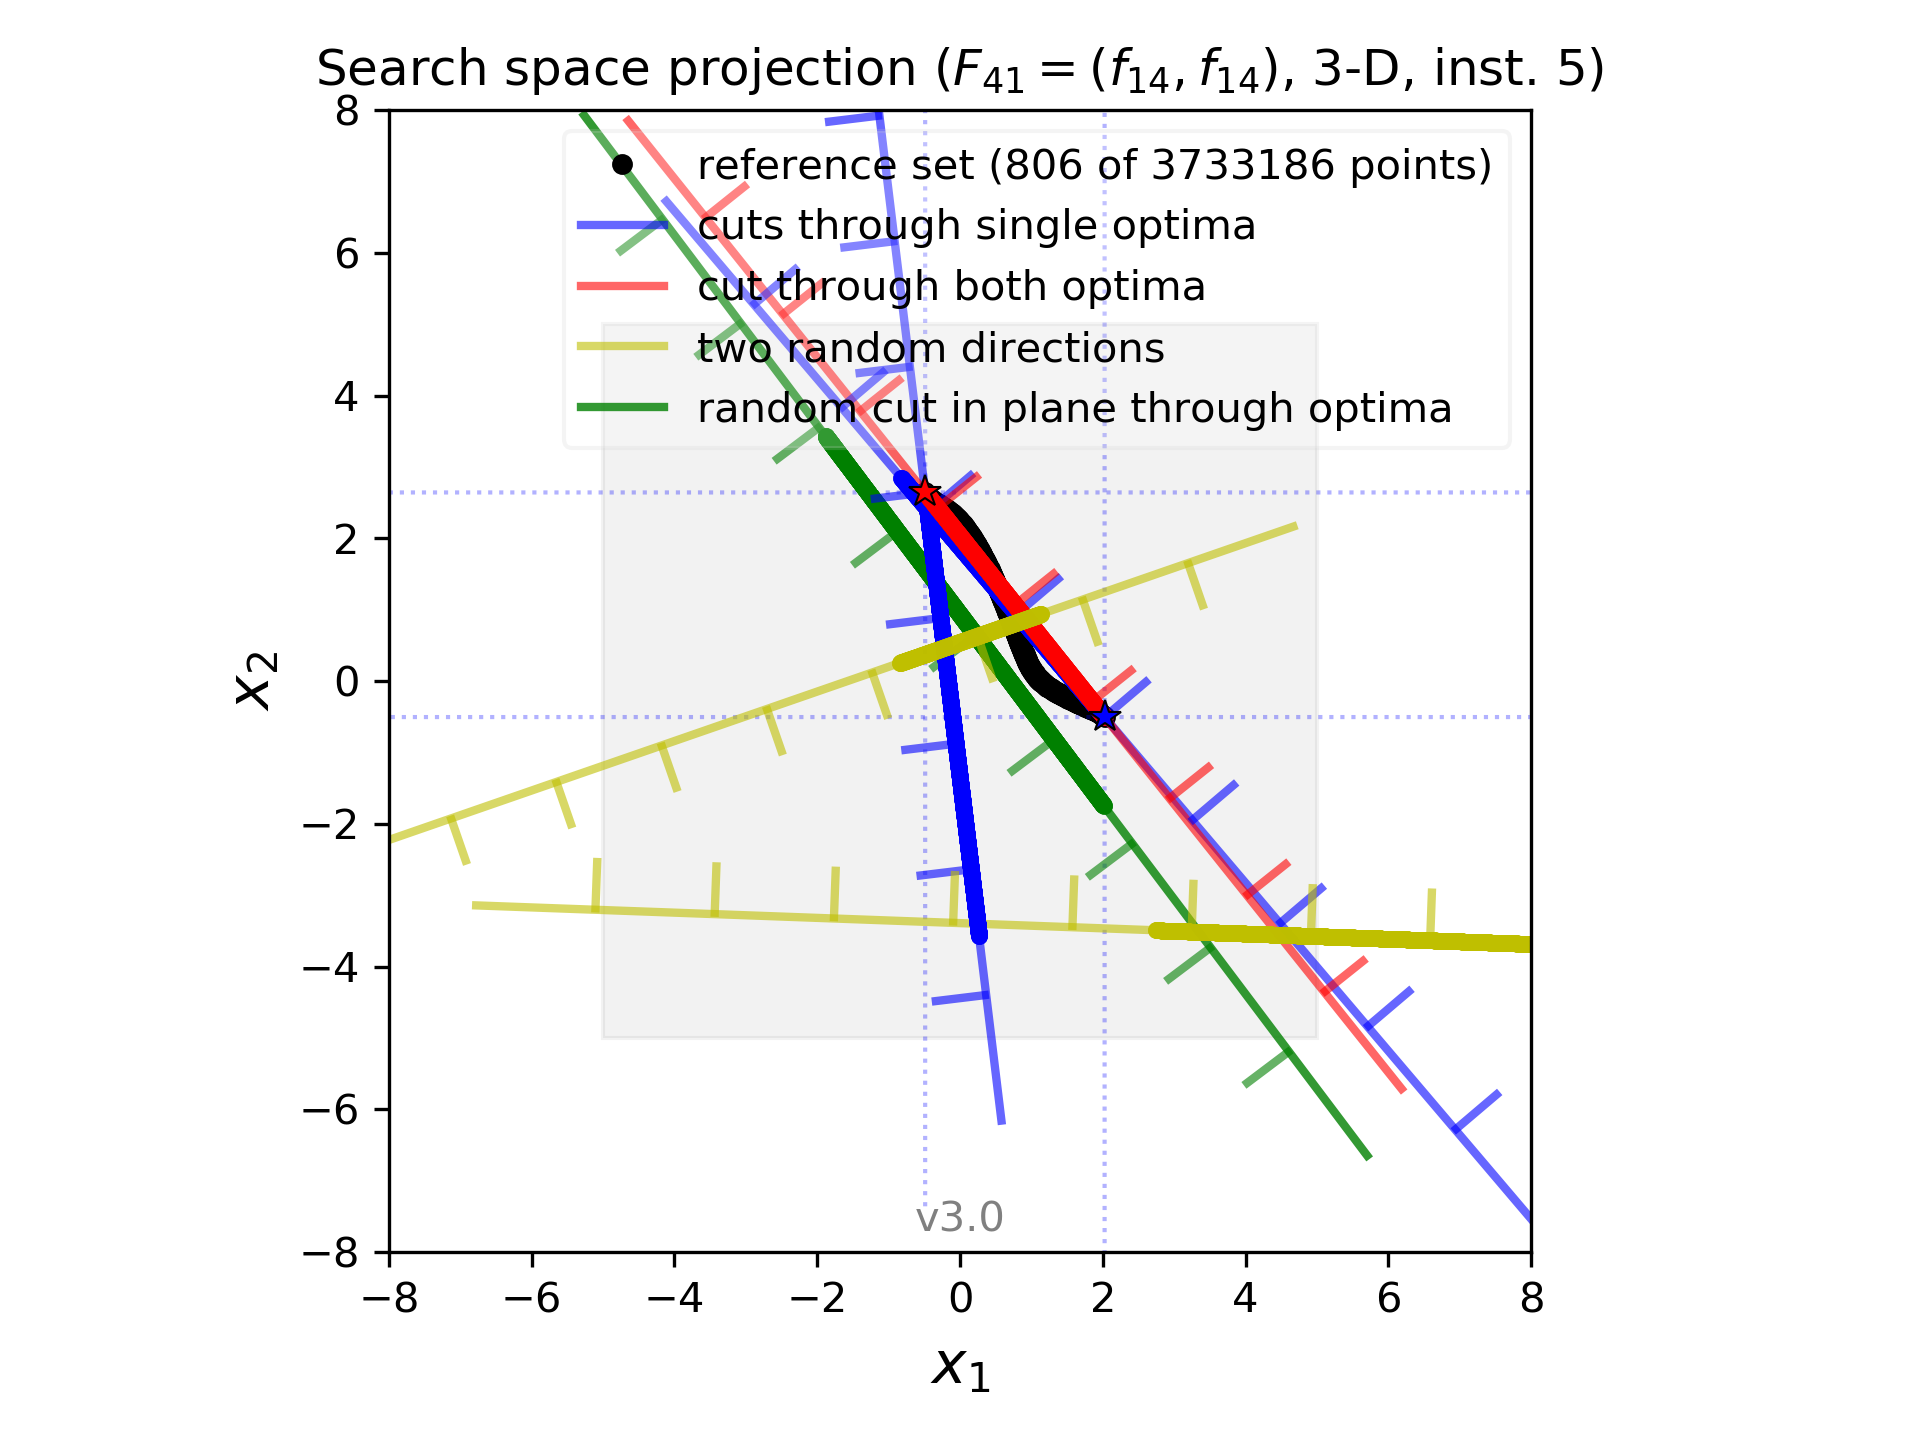 Search space projection (F₄₁ = (f₁₄, f₁₄), 3-D, inst. 5)
reference set (806 of 3733186 points)
cuts through single optima
cut through both optima
two random directions
random cut in plane through optima
8
6
4
2
0
−2
−4
−6
−8
x₂
v3.0
−8 −6 −4 −2 0 2 4 6 8
x₁